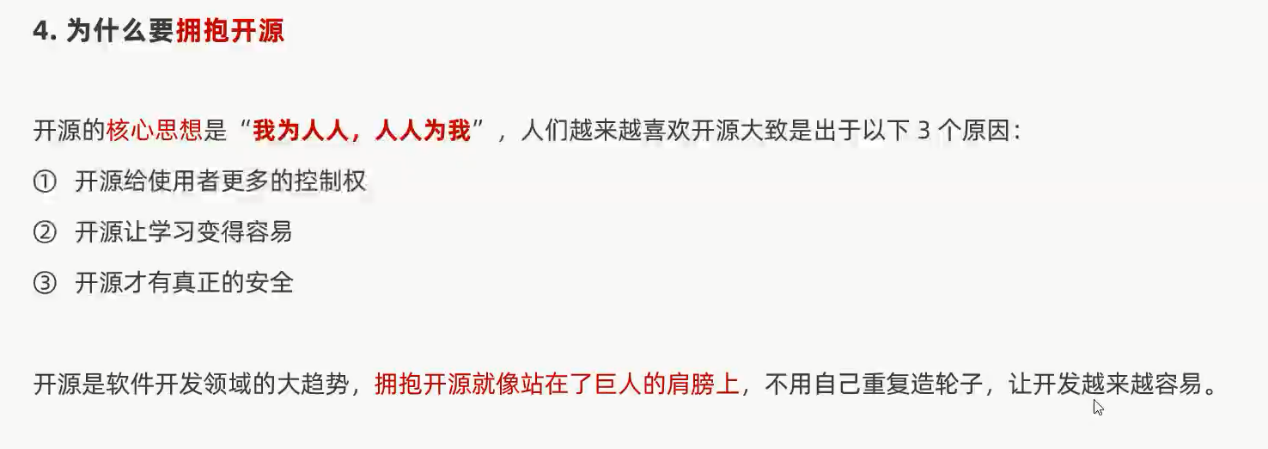 4. 为什么要拥抱开源
开源的核心思想是“我为人人，人人为我”，人们越来越喜欢开源大致是出于以下 3 个原因：
① 开源给使用者更多的控制权
② 开源让学习变得容易
③ 开源才有真正的安全
开源是软件开发领域的大趋势，拥抱开源就像站在了巨人的肩膀上，不用自己重复造轮子，让开发越来越容易。